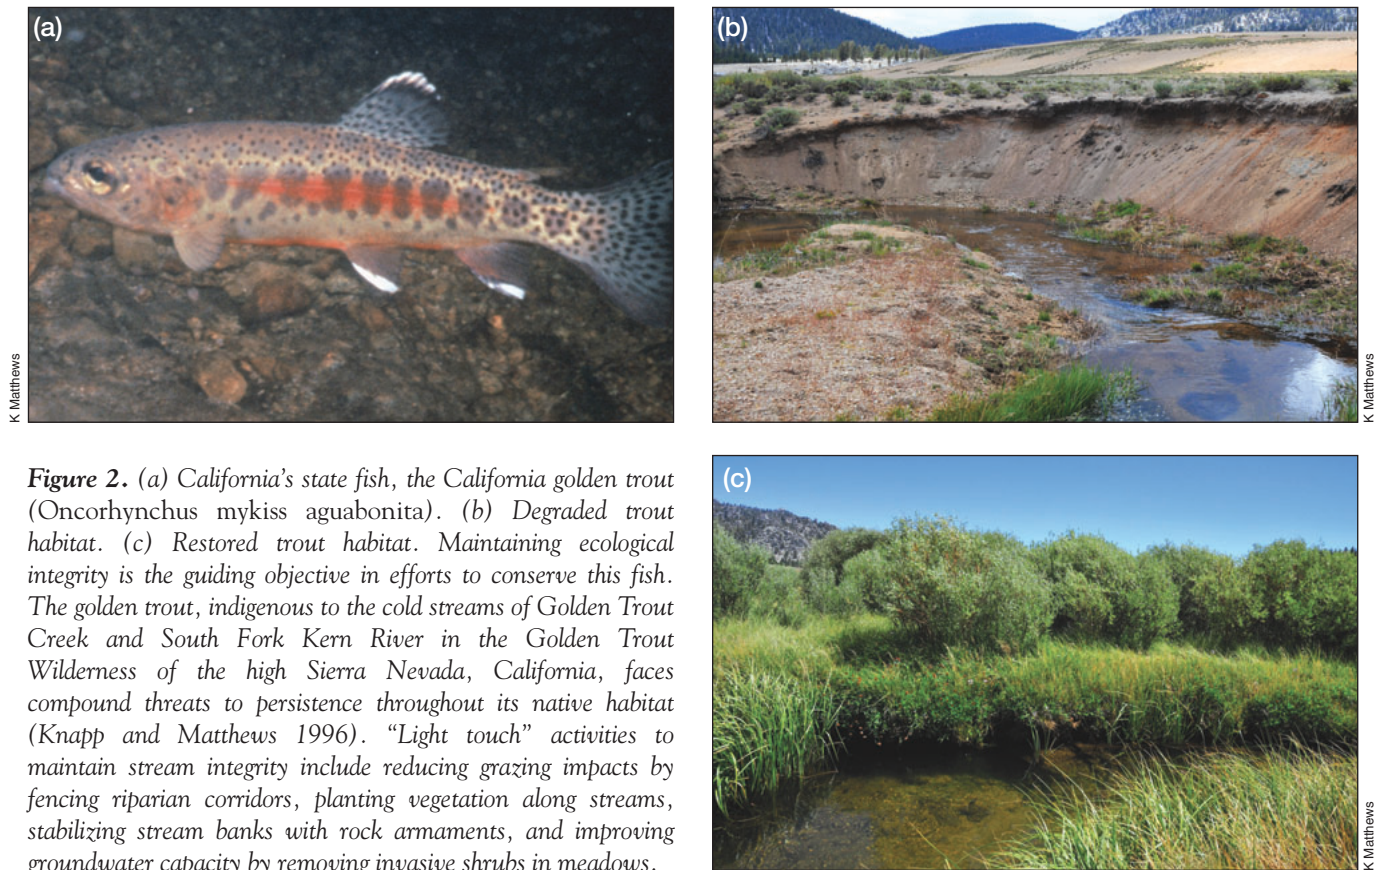 (a)
K Matthews
(b)
K Matthews
Figure 2. (a) California’s state fish, the California golden trout
(Oncorhynchus mykiss aguabonita). (b) Degraded trout
habitat. (c) Restored trout habitat. Maintaining ecological
integrity is the guiding objective in efforts to conserve this fish.
The golden trout, indigenous to the cold streams of Golden Trout
Creek and South Fork Kern River in the Golden Trout
Wilderness of the high Sierra Nevada, California, faces
compound threats to persistence throughout its native habitat
(Knapp and Matthews 1996). “Light touch” activities to
maintain stream integrity include reducing grazing impacts by
fencing riparian corridors, planting vegetation along streams,
stabilizing stream banks with rock armaments, and improving
groundwater capacity by removing invasive shrubs in meadows.
(c)
K Matthews